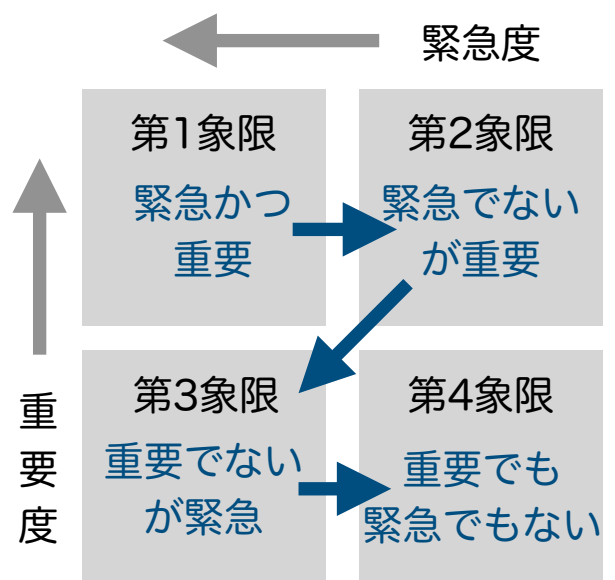 緊急度
第1象限
緊急かつ
重要
第2象限
緊急でない
が重要
重要度
第3象限
重要でない
が緊急
第4象限
重要でも
緊急でもない